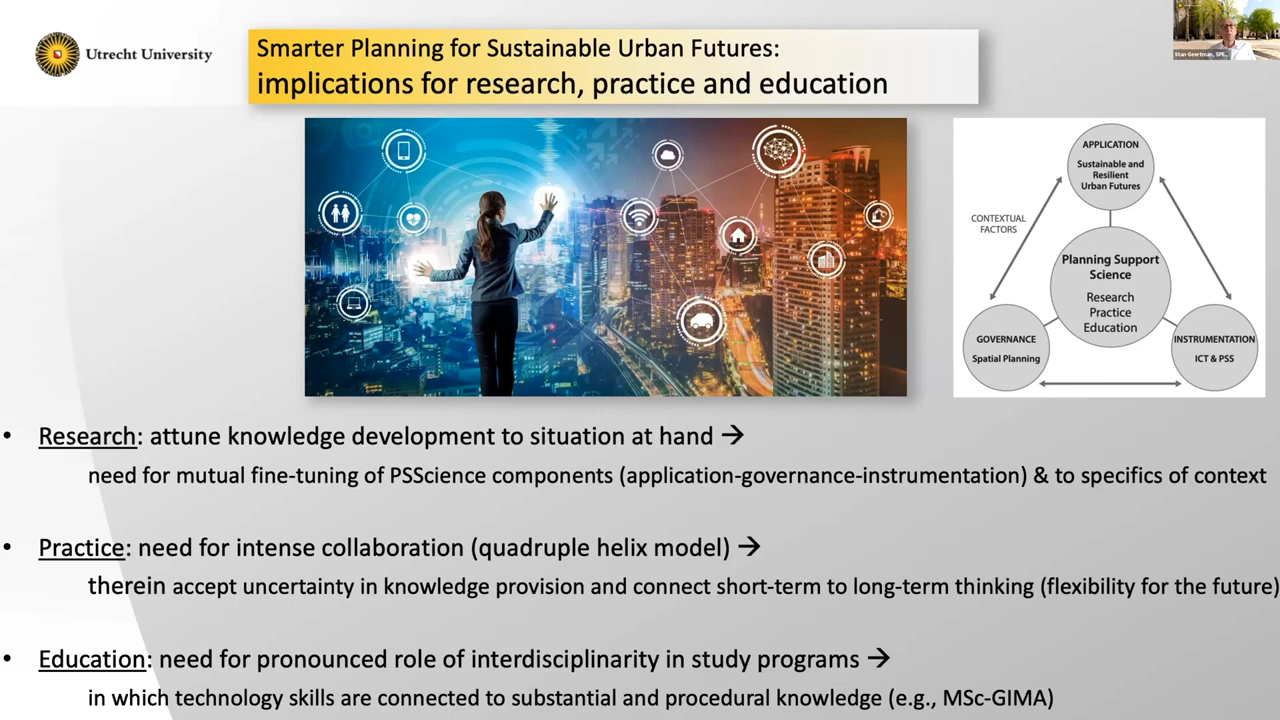 Utrecht University
Smarter Planning for Sustainable Urban Futures:
implications for research, practice and education
Stan Geertman, SPE...
APPLICATION
Sustainable and
Resilient
Urban Futures
CONTEXTUAL
FACTORS
Planning Support
Science
Research
Practice
Education
GOVERNANCE
Spatial Planning
INSTRUMENTATION
ICT & PSS
• Research: attune knowledge development to situation at hand →
need for mutual fine-tuning of PSScience components (application-governance-instrumentation) & to specifics of context
• Practice: need for intense collaboration (quadruple helix model) →
therein accept uncertainty in knowledge provision and connect short-term to long-term thinking (flexibility for the future)
• Education: need for pronounced role of interdisciplinarity in study programs →
in which technology skills are connected to substantial and procedural knowledge (e.g., MSc-GIMA)